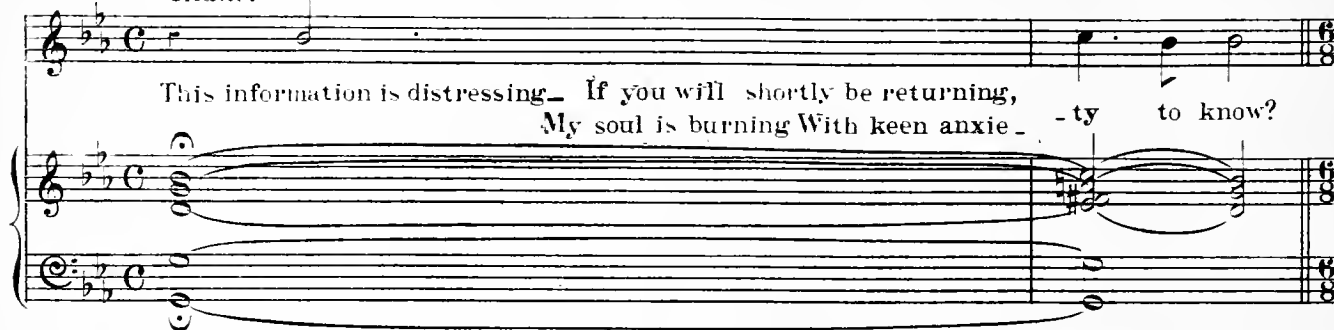 This information is distressing_ If you will shortly be returning,
My soul is burning With keen anxie_ _ty to know?